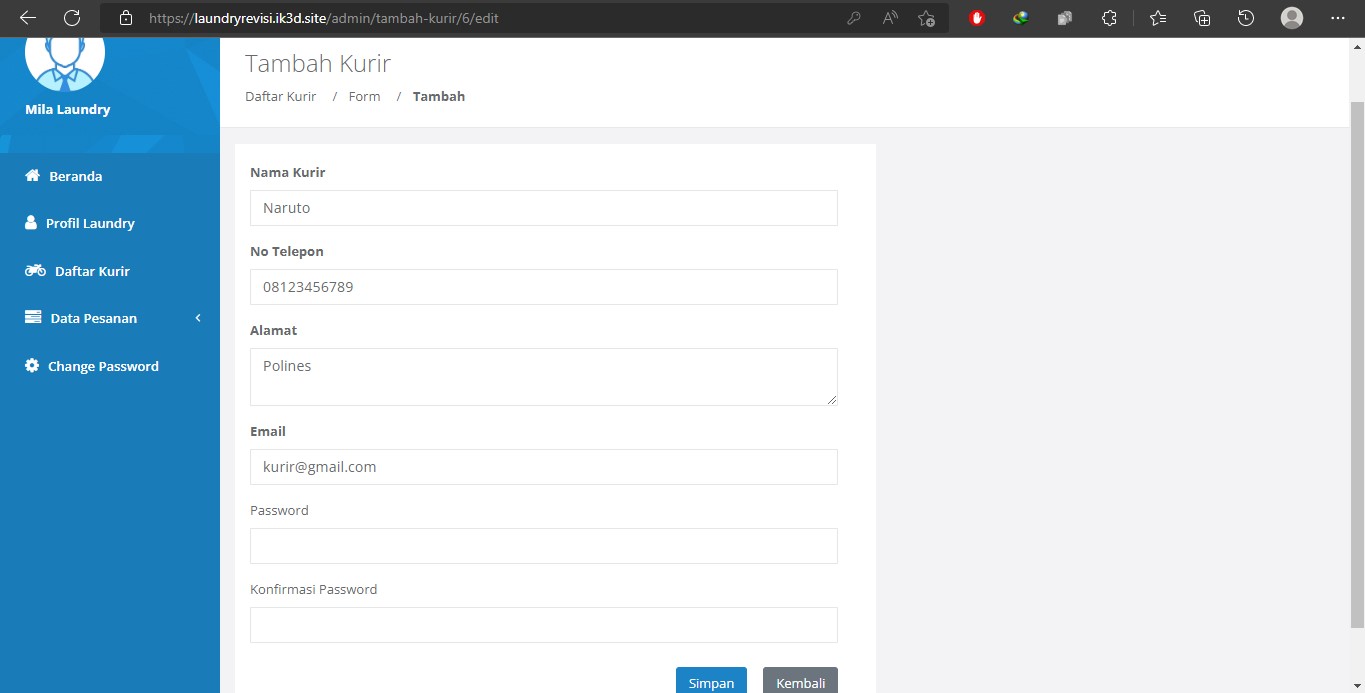 https://laundryrevisi.ik3d.site/admin/tambah-kurir/6/edit
Mila Laundry
Beranda
Profil Laundry
Daftar Kurir
Data Pesanan
Change Password
Tambah Kurir
Daftar Kurir / Form / Tambah
Nama Kurir
Naruto
No Telepon
08123456789
Alamat
Polines
Email
kurir@gmail.com
Password
Konfirmasi Password
Simpan Kembali